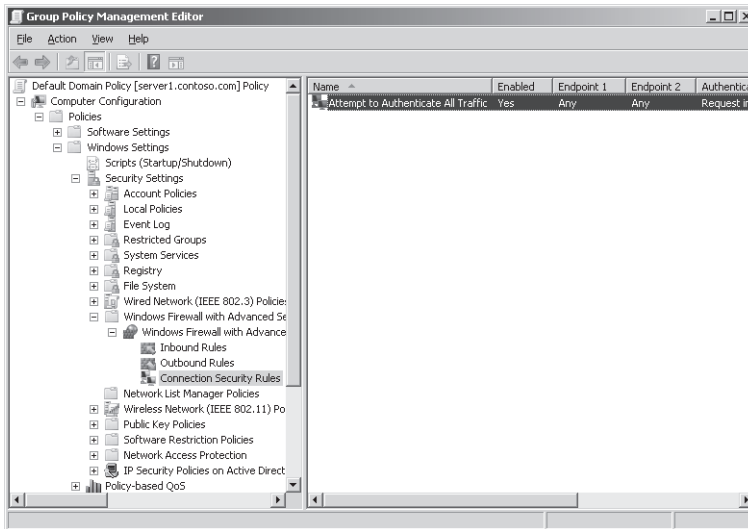 Group Policy Management Editor
File Action View Help
Default Domain Policy [server1.contoso.com] Policy
Computer Configuration
Policies
Software Settings
Windows Settings
Scripts (Startup/Shutdown)
Security Settings
Account Policies
Local Policies
Event Log
Restricted Groups
System Services
Registry
File System
Wired Network (IEEE 802.3) Policies
Windows Firewall with Advanced Se
Windows Firewall with Advance
Inbound Rules
Outbound Rules
Connection Security Rules
Network List Manager Policies
Wireless Network (IEEE 802.11) Po
Public Key Policies
Software Restriction Policies
Network Access Protection
IP Security Policies on Active Direct
Policy-based QoS
Name Enabled Endpoint 1 Endpoint 2 Authentica
Attempt to Authenticate All Traffic Yes Any Any Request in